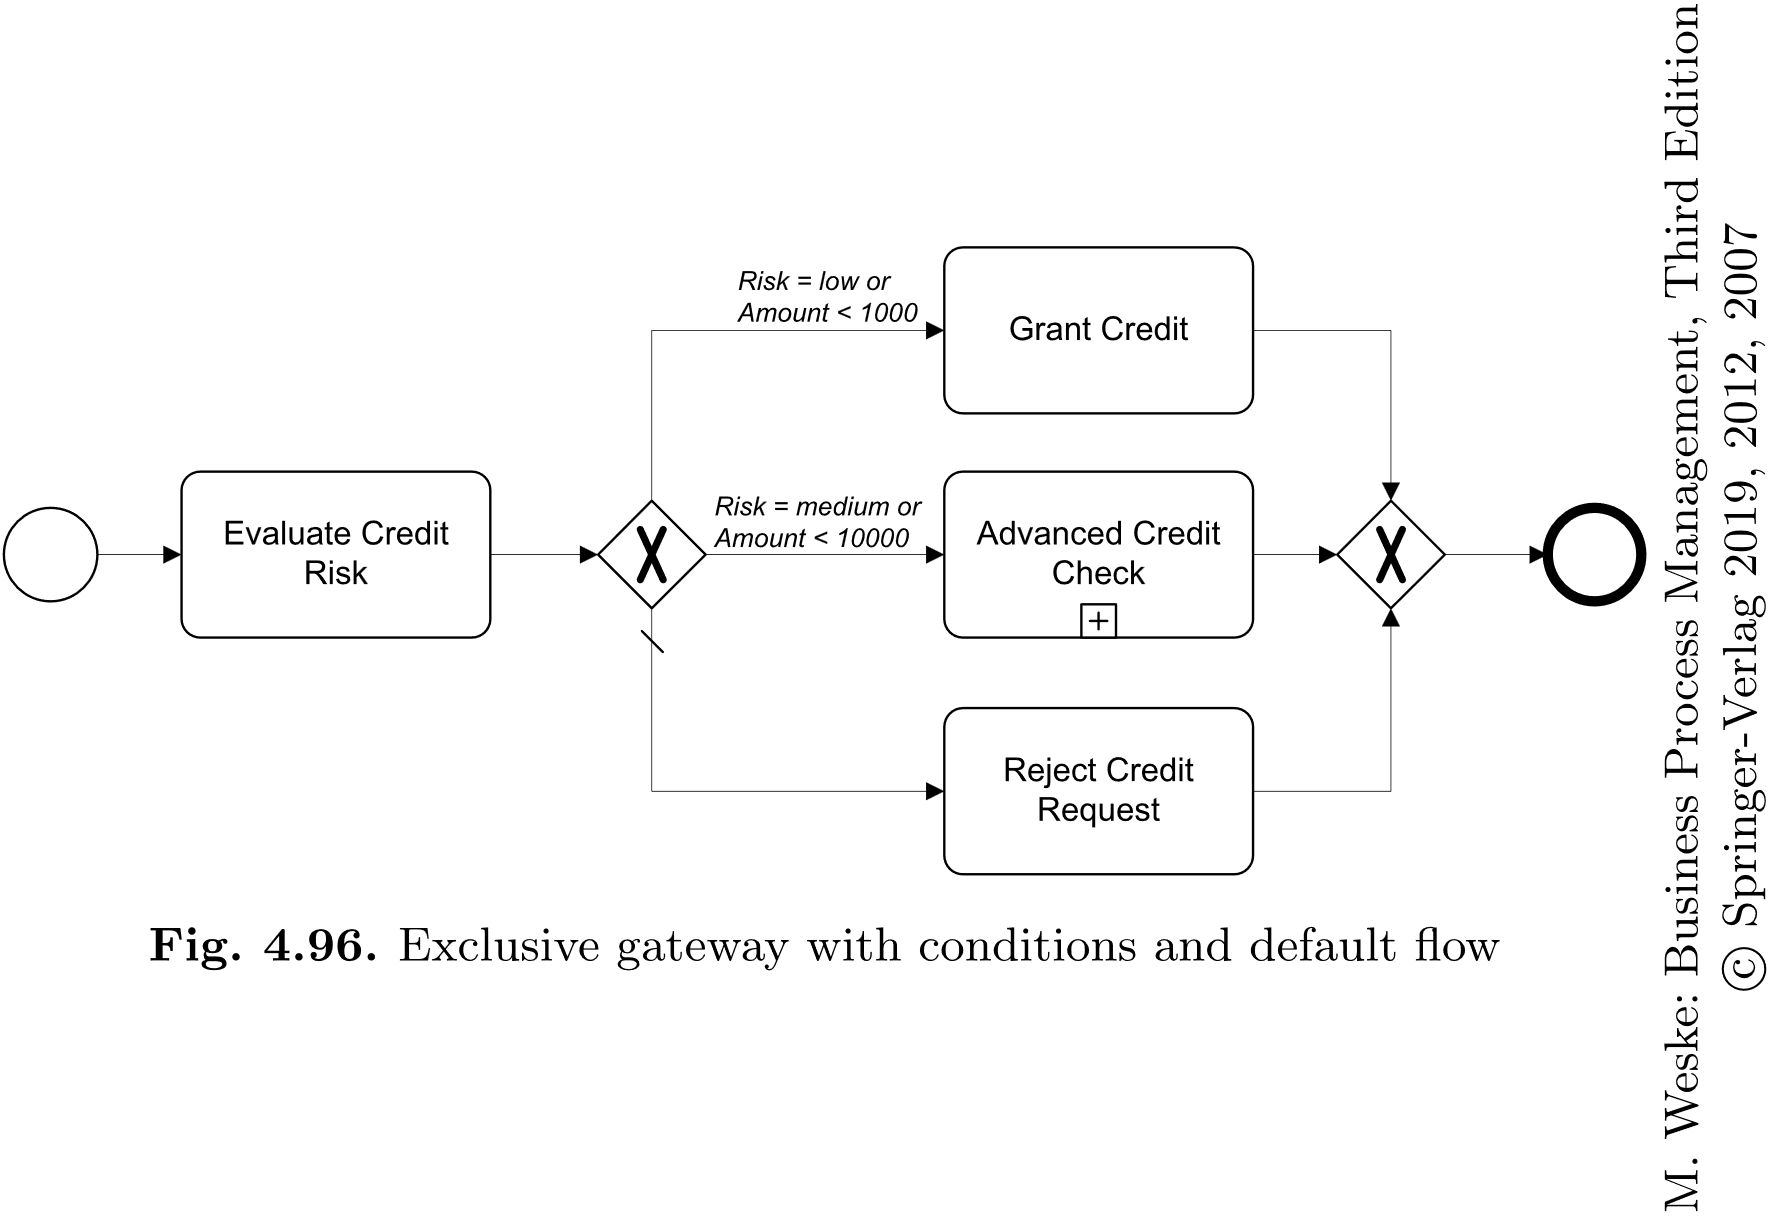 Risk = low or
Amount < 1000
Grant Credit
Evaluate Credit
Risk
X
Risk = medium or
Amount < 10000
Advanced Credit
Check
+
X
Reject Credit
Request
Fig. 4.96. Exclusive gateway with conditions and default flow
M. Weske: Business Process Management, Third Edition
© Springer-Verlag 2019, 2012, 2007